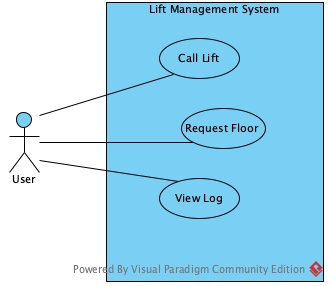 Lift Management System
Call Lift
Request Floor
User
View Log
Powered By Visual Paradigm Community Edition